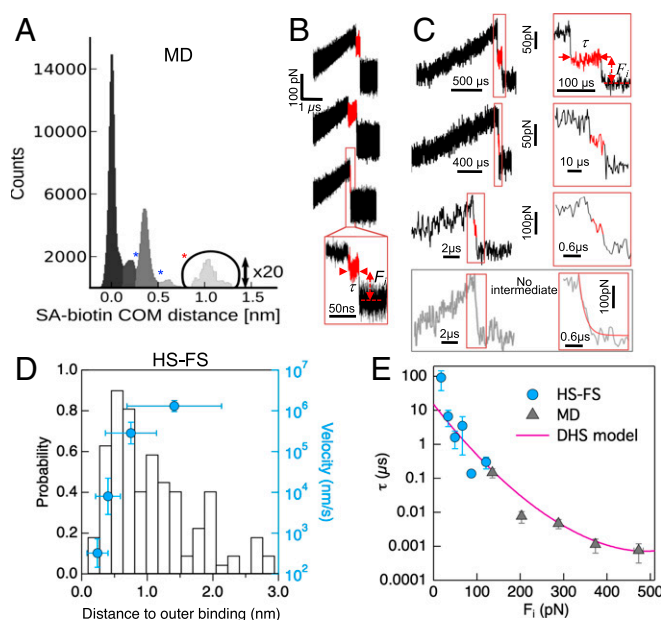 A
MD
14000
10000
6000
2000
Counts
*
*
*
x20
0.0 0.5 1.0 1.5
SA-biotin COM distance [nm]
B
100 pN
1 µs
τ
Fi
50ns
C
500 µs
50pN
τ
Fi
100 µs
400 µs
50pN
10 µs
2µs
100pN
0.6µs
No
intermediate
100pN
2µs
0.6µs
D
HS-FS
1.0
0.8
0.6
0.4
0.2
0.0
Probability
10⁷
10⁶
10⁵
10⁴
10³
10²
Velocity (nm/s)
0.0 1.0 2.0 3.0
Distance to outer binding (nm)
E
100
10
1
0.1
0.01
0.001
0.0001
τ (µs)
HS-FS
MD
DHS model
0 100 200 300 400 500
Fi (pN)